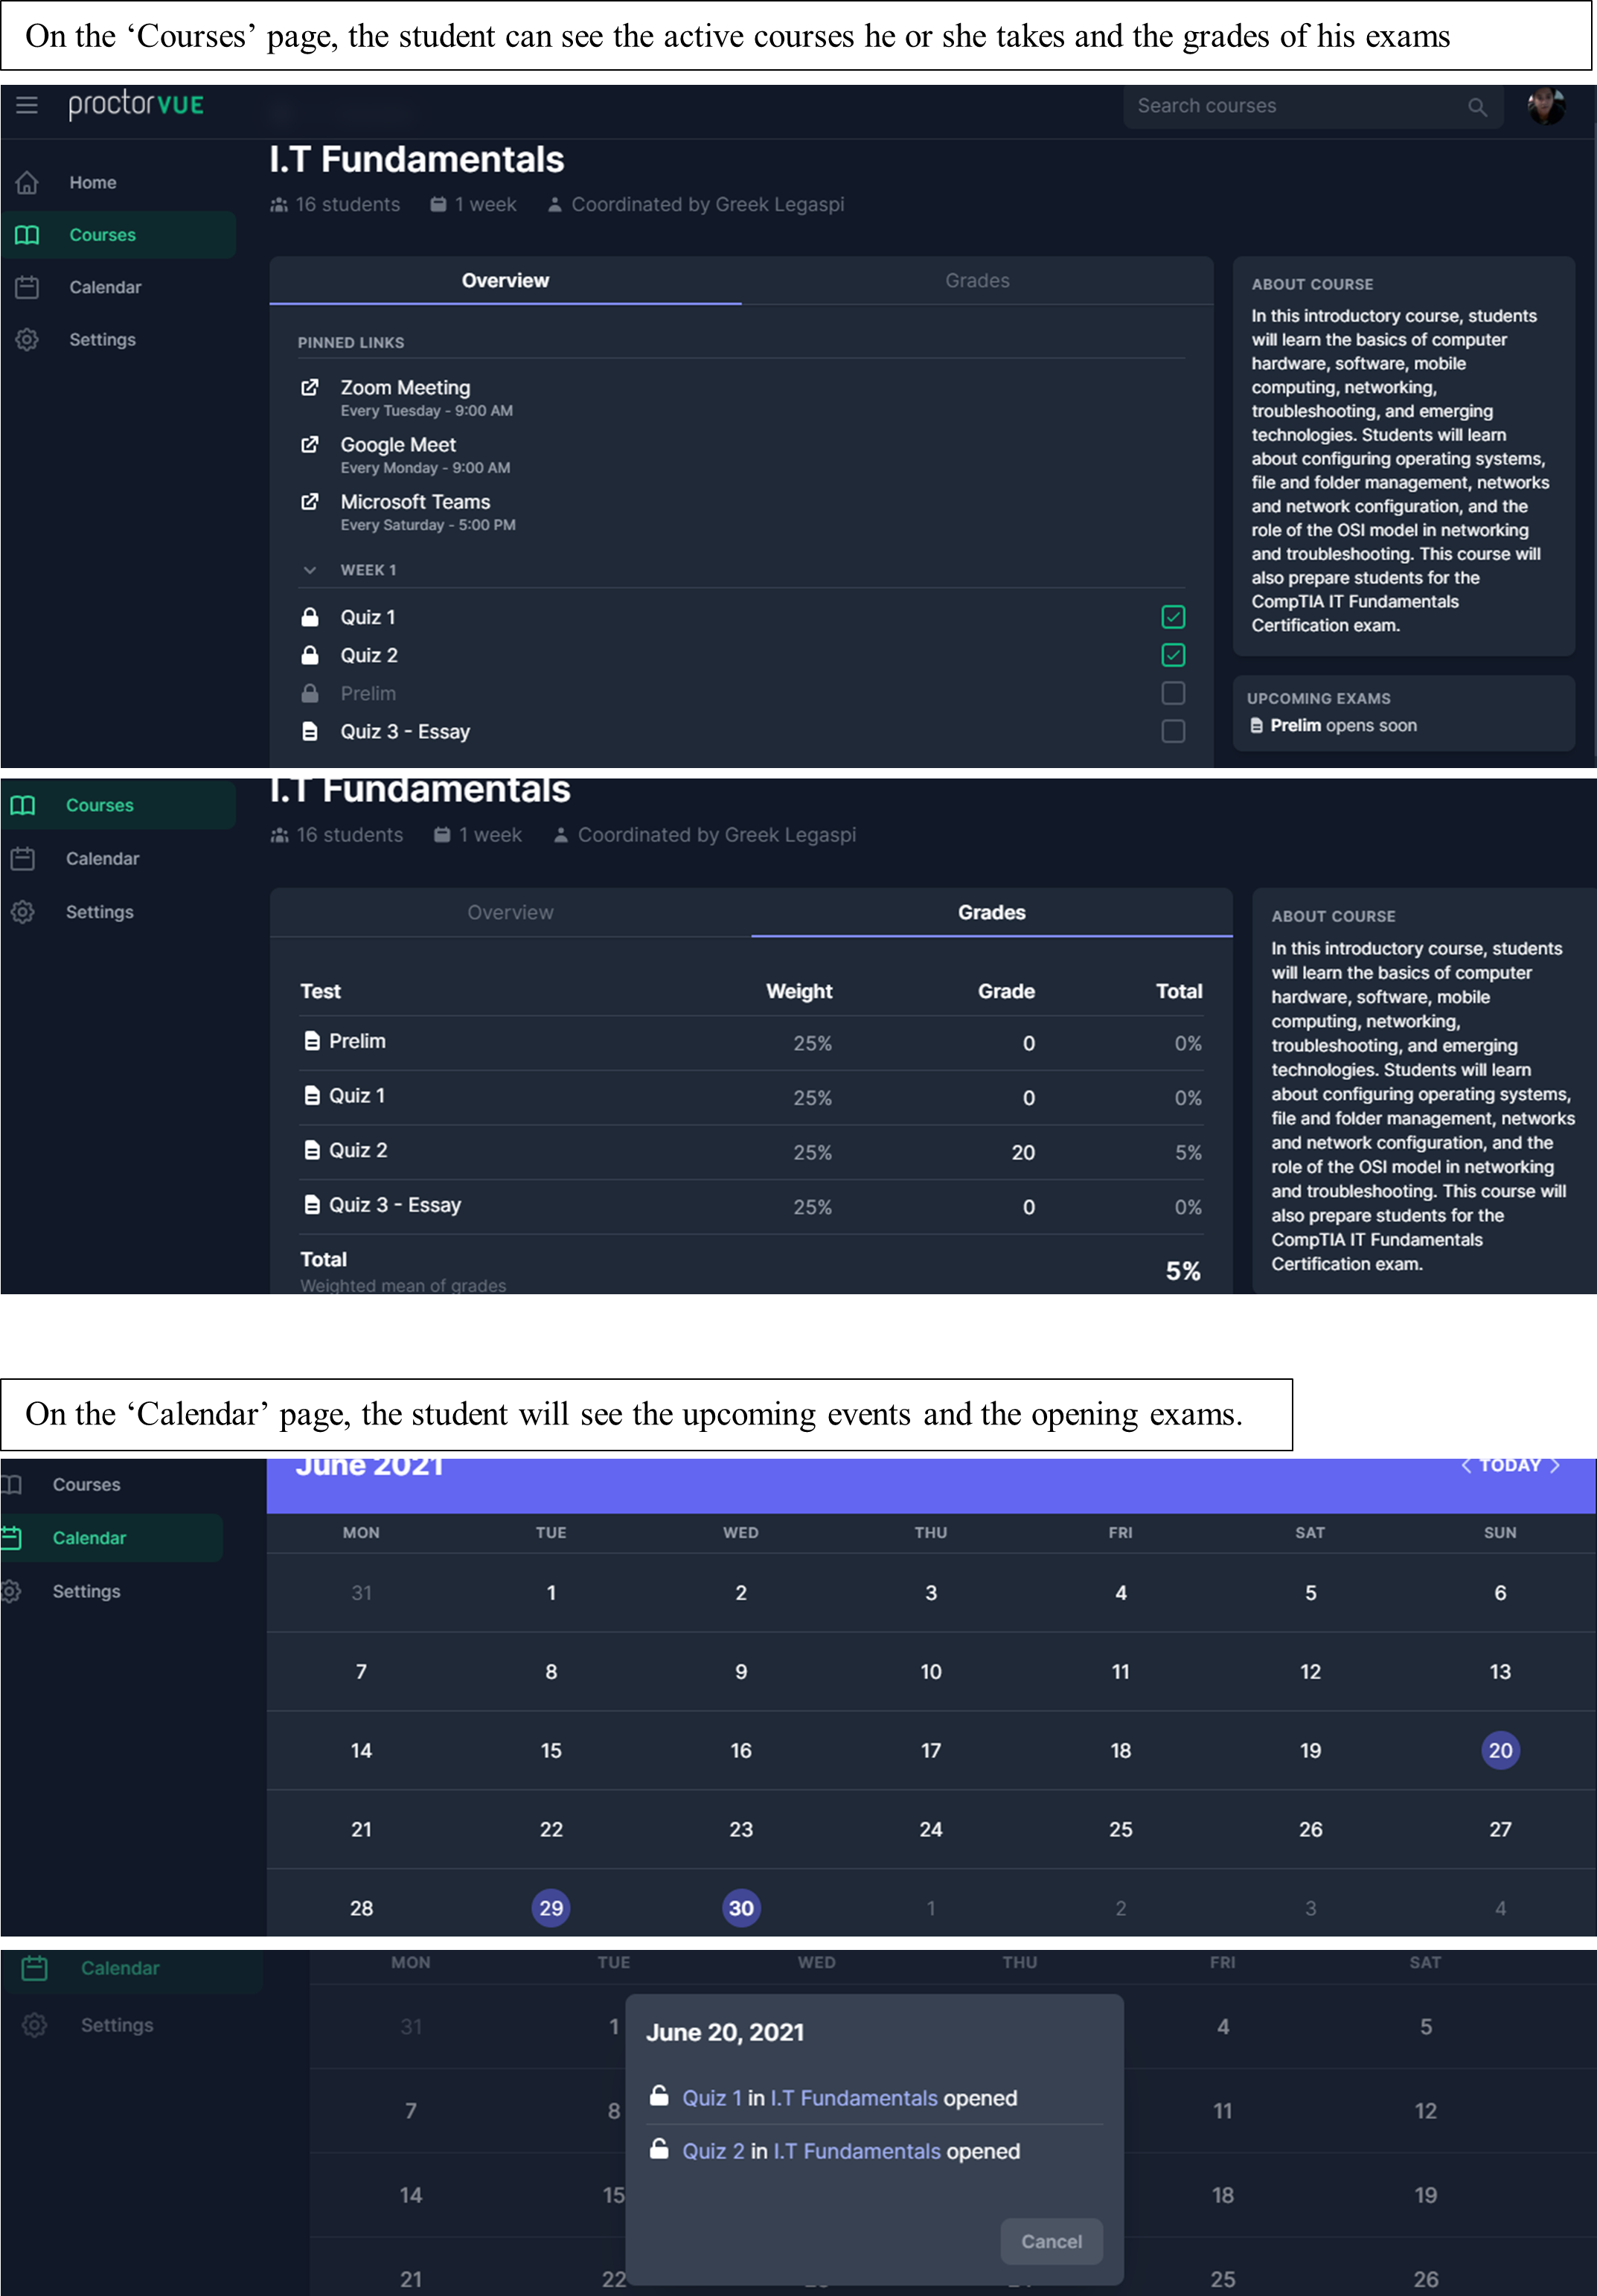 On the ‘Courses’ page, the student can see the active courses he or she takes and the grades of his exams
proctorVUE
Search courses
Home
Courses
Calendar
Settings
I.T Fundamentals
16 students 1 week Coordinated by Greek Legaspi
Overview Grades
PINNED LINKS
Zoom Meeting
Every Tuesday - 9:00 AM
Google Meet
Every Monday - 9:00 AM
Microsoft Teams
Every Saturday - 5:00 PM
WEEK 1
Quiz 1
Quiz 2
Prelim
Quiz 3 - Essay
ABOUT COURSE
In this introductory course, students
will learn the basics of computer
hardware, software, mobile
computing, networking,
troubleshooting, and emerging
technologies. Students will learn
about configuring operating systems,
file and folder management, networks
and network configuration, and the
role of the OSI model in networking
and troubleshooting. This course will
also prepare students for the
CompTIA IT Fundamentals
Certification exam.
UPCOMING EXAMS
Prelim opens soon
Courses
Calendar
Settings
I.T Fundamentals
16 students 1 week Coordinated by Greek Legaspi
Overview Grades
Test Weight Grade Total
Prelim 25% 0 0%
Quiz 1 25% 0 0%
Quiz 2 25% 20 5%
Quiz 3 - Essay 25% 0 0%
Total 5%
Weighted mean of grades
ABOUT COURSE
In this introductory course, students
will learn the basics of computer
hardware, software, mobile
computing, networking,
troubleshooting, and emerging
technologies. Students will learn
about configuring operating systems,
file and folder management, networks
and network configuration, and the
role of the OSI model in networking
and troubleshooting. This course will
also prepare students for the
CompTIA IT Fundamentals
Certification exam.
On the ‘Calendar’ page, the student will see the upcoming events and the opening exams.
Courses
Calendar
Settings
June 2021
< TODAY >
MON TUE WED THU FRI SAT SUN
31 1 2 3 4 5 6
7 8 9 10 11 12 13
14 15 16 17 18 19 20
21 22 23 24 25 26 27
28 29 30 1 2 3 4
Calendar
Settings
MON TUE WED THU FRI SAT
31 1 4 5
7 8 11 12
14 15 18 19
21 22 25 26
June 20, 2021
Quiz 1 in I.T Fundamentals opened
Quiz 2 in I.T Fundamentals opened
Cancel